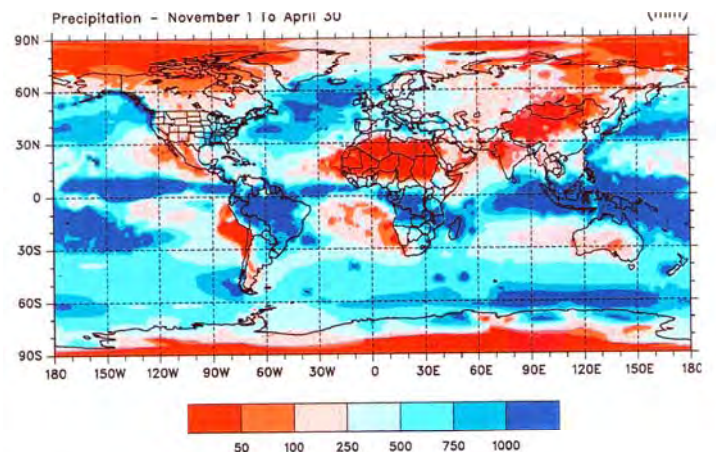 Precipitation - November 1 To April 30 (mm)
90N
60N
30N
0
30S
60S
90S
180 150W 120W 90W 60W 30W 0 30E 60E 90E 120E 150E 180
50 100 250 500 750 1000